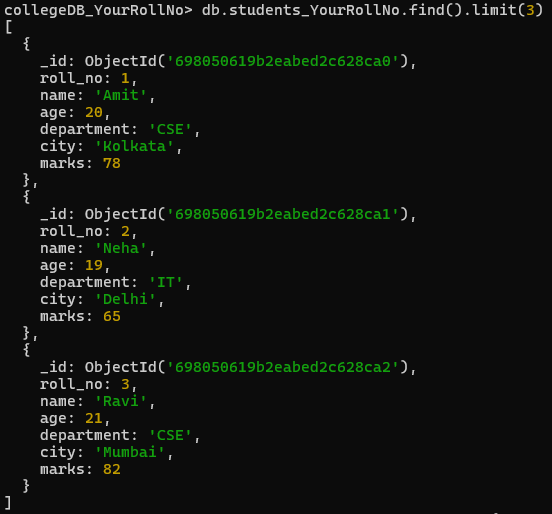 collegeDB_YourRollNo> db.students_YourRollNo.find().limit(3)
[
  {
    _id: ObjectId('698050619b2eabed2c628ca0'),
    roll_no: 1,
    name: 'Amit',
    age: 20,
    department: 'CSE',
    city: 'Kolkata',
    marks: 78
  },
  {
    _id: ObjectId('698050619b2eabed2c628ca1'),
    roll_no: 2,
    name: 'Neha',
    age: 19,
    department: 'IT',
    city: 'Delhi',
    marks: 65
  },
  {
    _id: ObjectId('698050619b2eabed2c628ca2'),
    roll_no: 3,
    name: 'Ravi',
    age: 21,
    department: 'CSE',
    city: 'Mumbai',
    marks: 82
  }
]